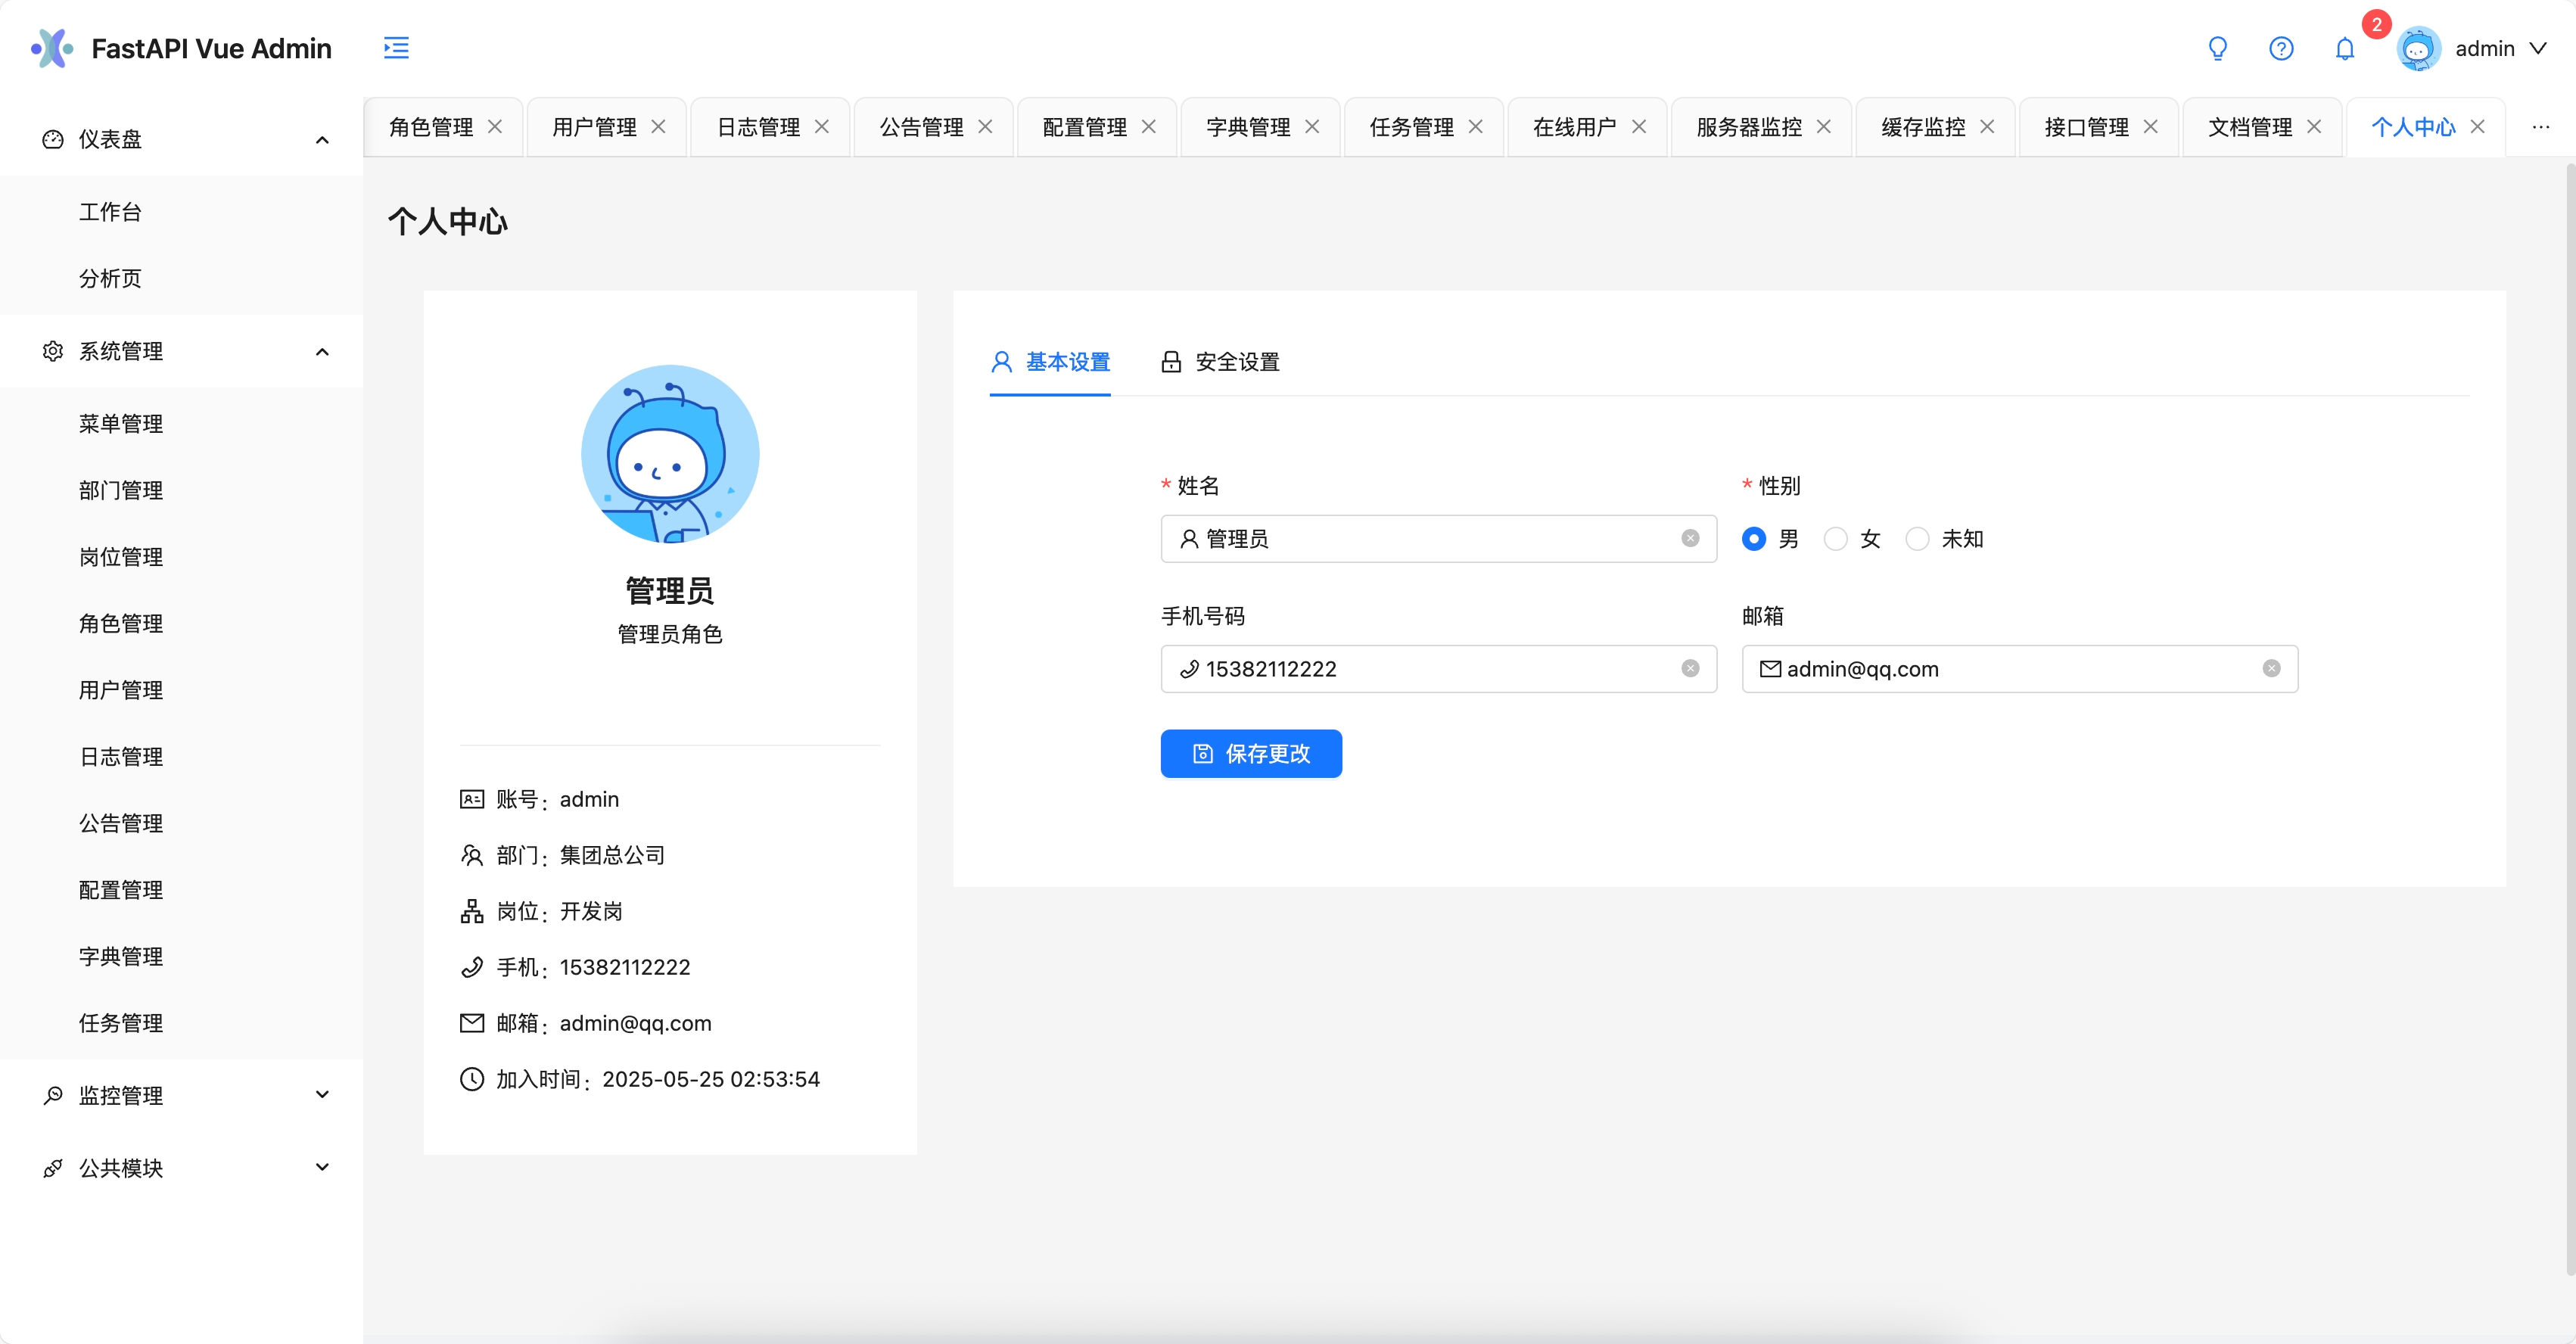 FastAPI Vue Admin
2
admin
角色管理 用户管理 日志管理 公告管理 配置管理 字典管理 任务管理 在线用户 服务器监控 缓存监控 接口管理 文档管理 个人中心 ···
仪表盘
工作台
分析页
系统管理
菜单管理
部门管理
岗位管理
角色管理
用户管理
日志管理
公告管理
配置管理
字典管理
任务管理
监控管理
公共模块
个人中心
管理员
管理员角色
账号： admin
部门： 集团总公司
岗位： 开发岗
手机： 15382112222
邮箱： admin@qq.com
加入时间： 2025-05-25 02:53:54
基本设置 安全设置
* 姓名 * 性别
管理员 男 女 未知
手机号码 邮箱
15382112222 admin@qq.com
保存更改